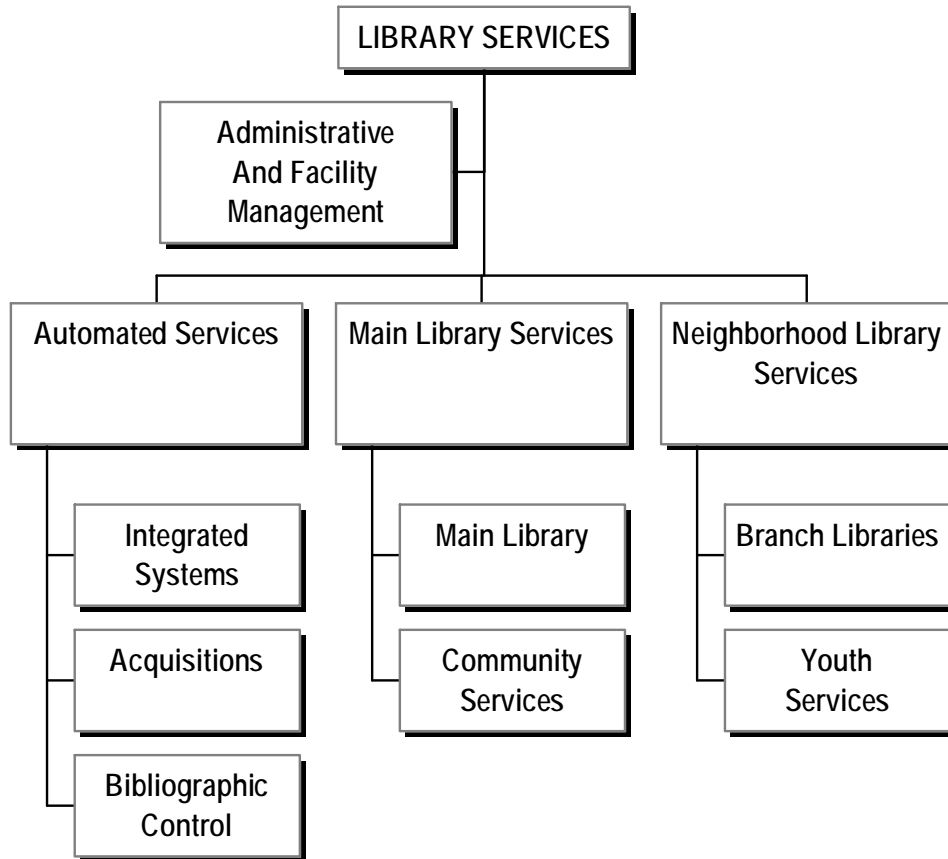 LIBRARY SERVICES
Administrative
And Facility
Management
Automated Services
Main Library Services
Neighborhood Library
Services
Integrated
Systems
Acquisitions
Bibliographic
Control
Main Library
Community
Services
Branch Libraries
Youth
Services